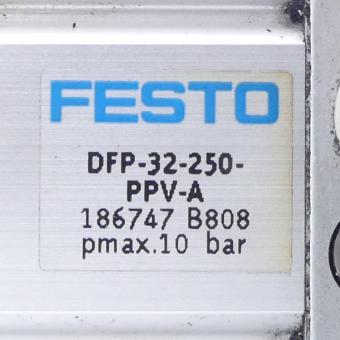 FESTO
DFP-32-250-
PPV-A
186747 B808
pmax.10 bar